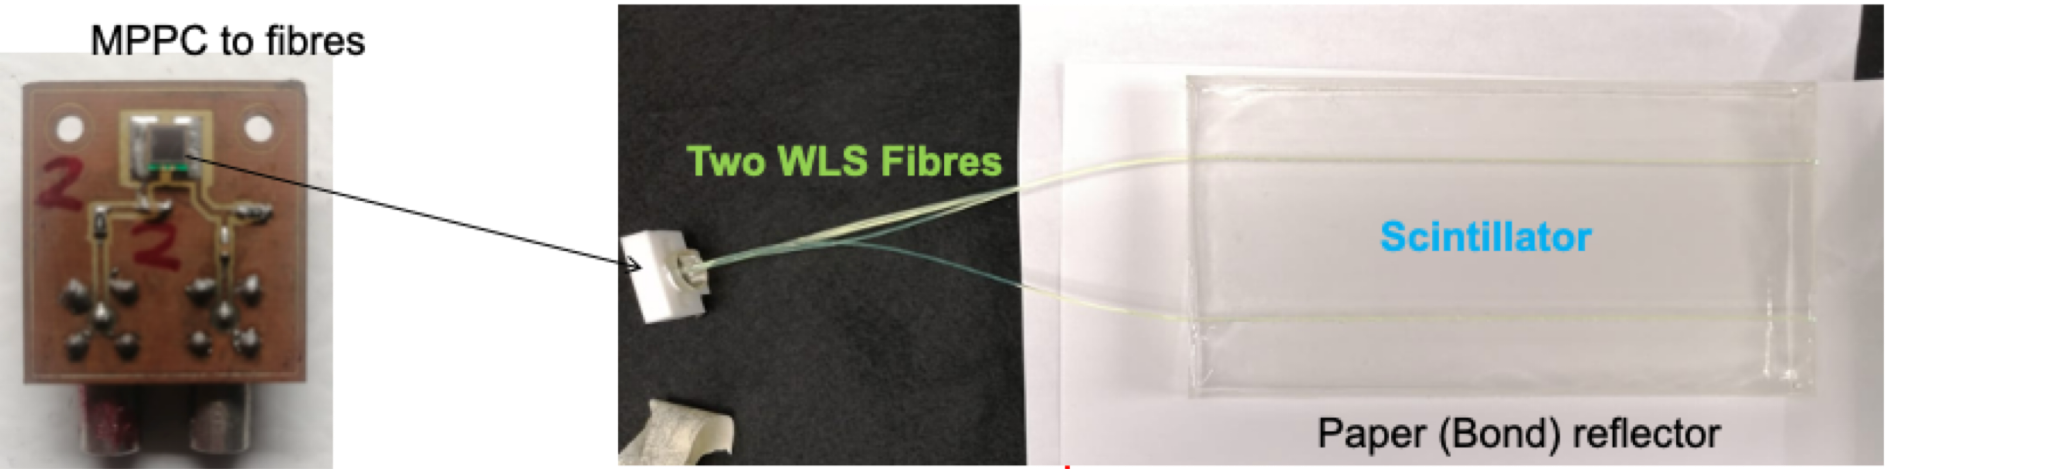 MPPC to fibres
2
2
Two WLS Fibres
Scintillator
Paper (Bond) reflector